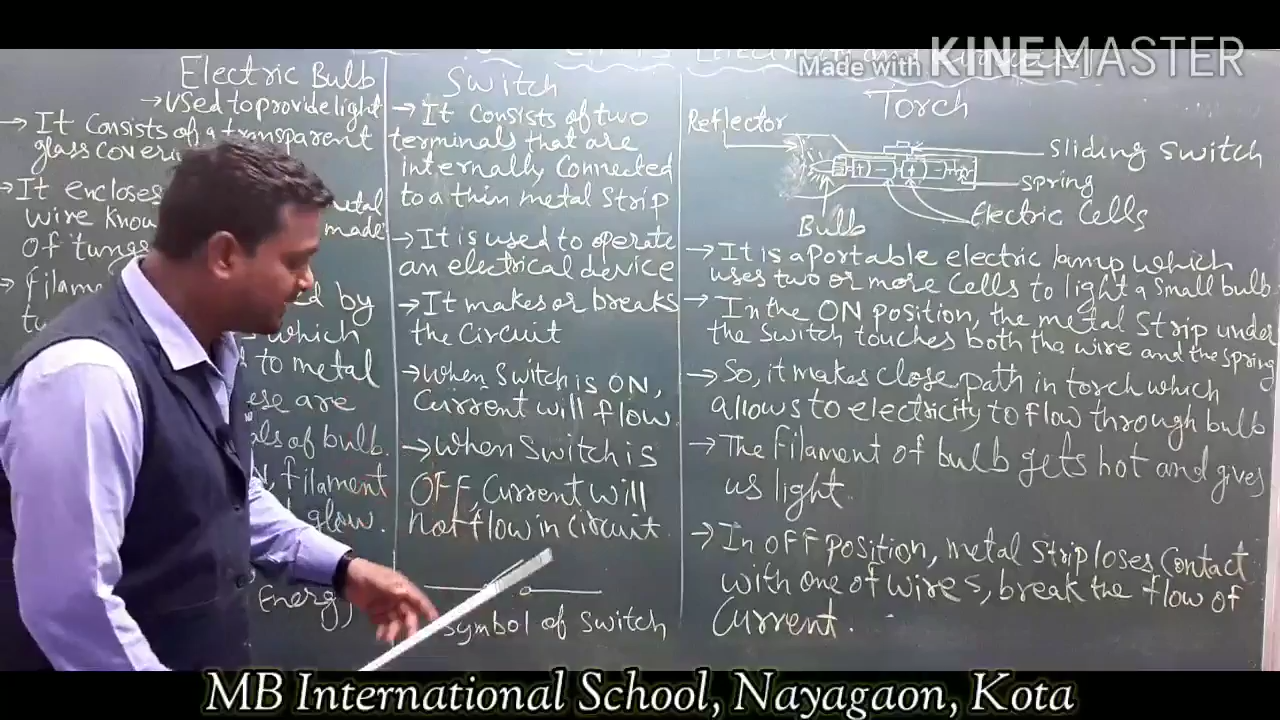 Made with KINEMASTER
Electric Bulb
→ Used to provide light
→ It consists of a transparent
glass
→ It encloses
metal
wire
made
of
by
which
to metal
are
of bulb.
filament
glow.
Energy
Switch
→ It consists of two
terminals that are
internally connected
to a thin metal strip
→ It is used to operate
an electrical device
→ It makes or breaks
the circuit
→ When Switch is ON,
Current will flow.
→ When Switch is
OFF, Current will
not flow in circuit.
Symbol of Switch
Torch
Reflector
Sliding Switch
Spring
Electric Cells
Bulb
→ It is a portable electric lamp which
uses two or more cells to light a small bulb
→ In the ON position, the metal strip under
the switch touches both the wire and the spring
→ So, it makes close path in torch which
allows to electricity to flow through bulb
→ The filament of bulb gets hot and gives
us light.
→ In OFF position, metal strip loses contact
with one of wires, break the flow of
Current.
MB International School, Nayagaon, Kota